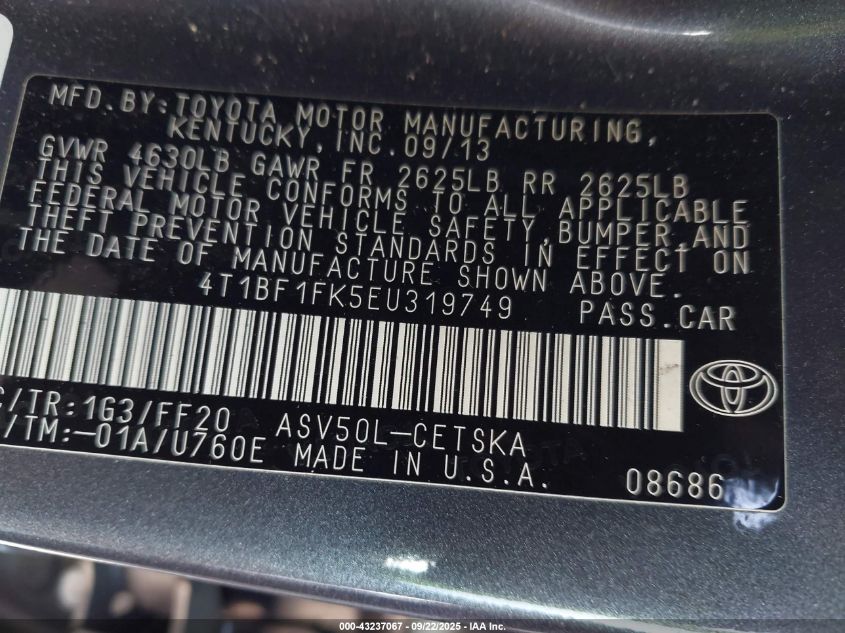 MFD. BY: TOYOTA MOTOR MANUFACTURING,
KENTUCKY, INC. 09/13
GVWR 4630LB GAWR FR 2625LB RR 2625LB
THIS VEHICLE CONFORMS TO ALL APPLICABLE
FEDERAL MOTOR VEHICLE SAFETY, BUMPER, AND
THEFT PREVENTION STANDARDS IN EFFECT ON
THE DATE OF MANUFACTURE SHOWN ABOVE.
4T1BF1FK5EU319749 PASS. CAR
/TR: 1G3/FF20 ASV50L-CETSKA
/TM: -01A/U760E MADE IN U.S.A. 08686
000-43237067 - 09/22/2025 - IAA Inc.